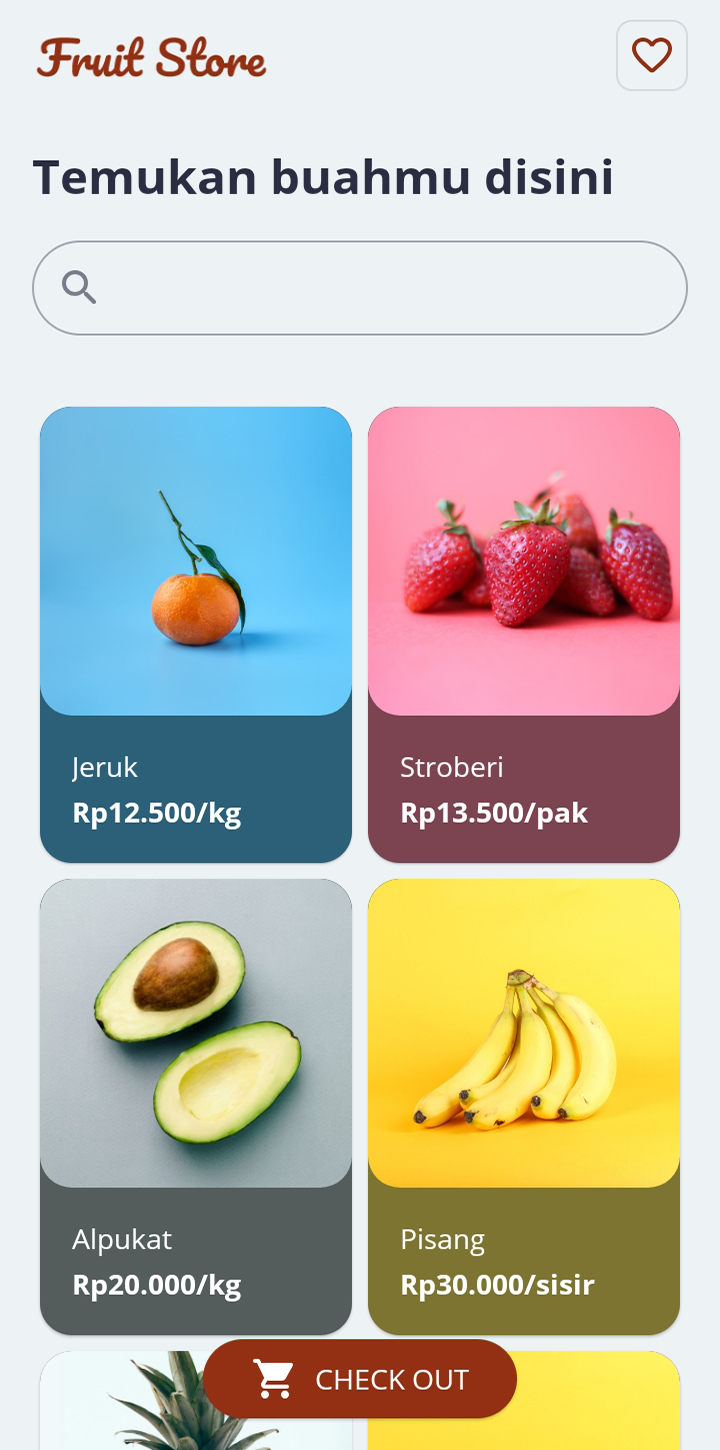 Fruit Store
Temukan buahmu disini
Jeruk
Rp12.500/kg
Stroberi
Rp13.500/pak
Alpukat
Rp20.000/kg
Pisang
Rp30.000/sisir
CHECK OUT